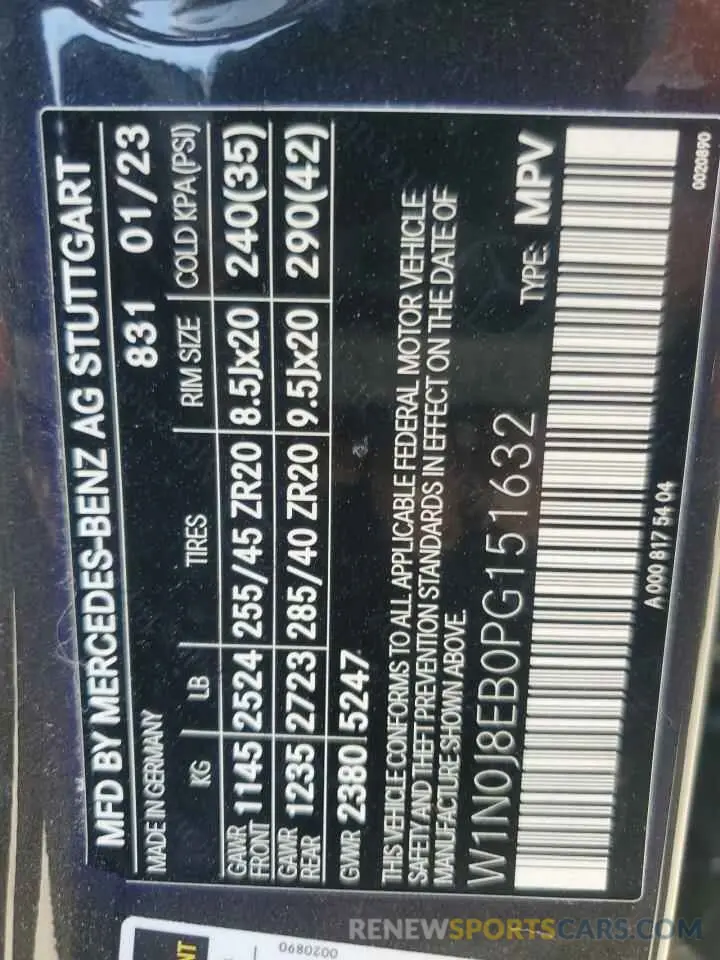 MFD BY MERCEDES-BENZ AG STUTTGART
MADE IN GERMANY 831 01/23
KG LB TIRES RIM SIZE COLD KPA(PSI)
GAWR FRONT 1145 2524 255/45 ZR20 8.5Jx20 240(35)
GAWR REAR 1235 2723 285/40 ZR20 9.5Jx20 290(42)
GVWR 2380 5247
THIS VEHICLE CONFORMS TO ALL APPLICABLE FEDERAL MOTOR VEHICLE
SAFETY AND THEFT PREVENTION STANDARDS IN EFFECT ON THE DATE OF
MANUFACTURE SHOWN ABOVE.
W1N0J8EB0PG151632 TYPE: MPV
A 000 817 54 04
0020890
0020890
NT
RENEWSPORTSCARS.COM